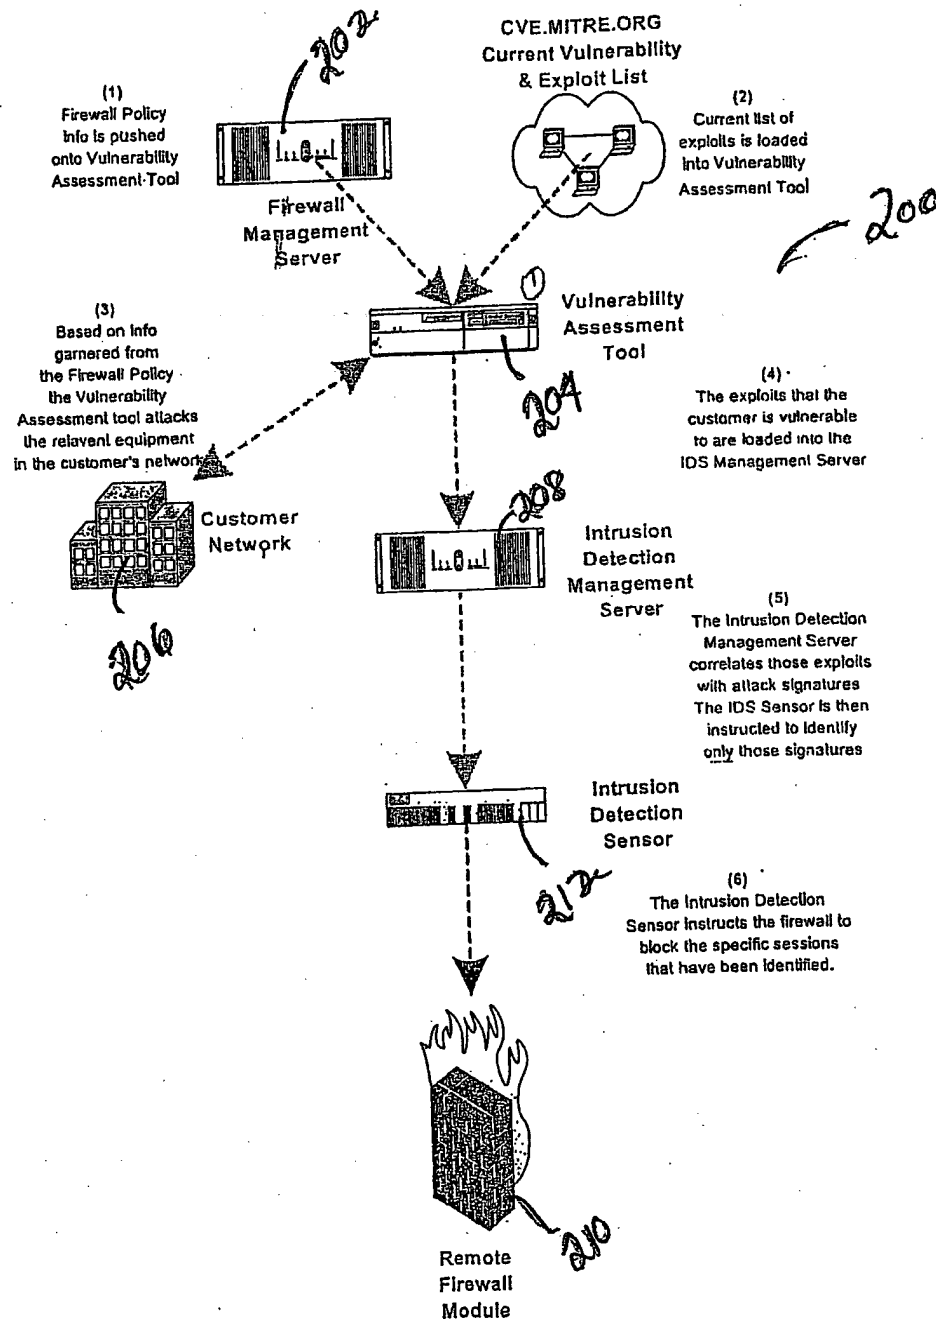 202
CVE.MITRE.ORG
Current Vulnerability
& Exploit List
(1)
Firewall Policy
Info is pushed
onto Vulnerability
Assessment Tool
(2)
Current list of
exploits is loaded
into Vulnerability
Assessment Tool
Firewall
Management
Server
200
1
Vulnerability
Assessment
Tool
204
(3)
Based on Info
garnered from
the Firewall Policy
the Vulnerability
Assessment tool attacks
the relavent equipment
in the customer's network
(4)
The exploits that the
customer is vulnerable
to are loaded into the
IDS Management Server
Customer
Network
206
208
Intrusion
Detection
Management
Server
(5)
The Intrusion Detection
Management Server
correlates those exploits
with attack signatures
The IDS Sensor is then
instructed to identify
only those signatures
Intrusion
Detection
Sensor
212
(6)
The Intrusion Detection
Sensor instructs the firewall to
block the specific sessions
that have been identified.
210
Remote
Firewall
Module